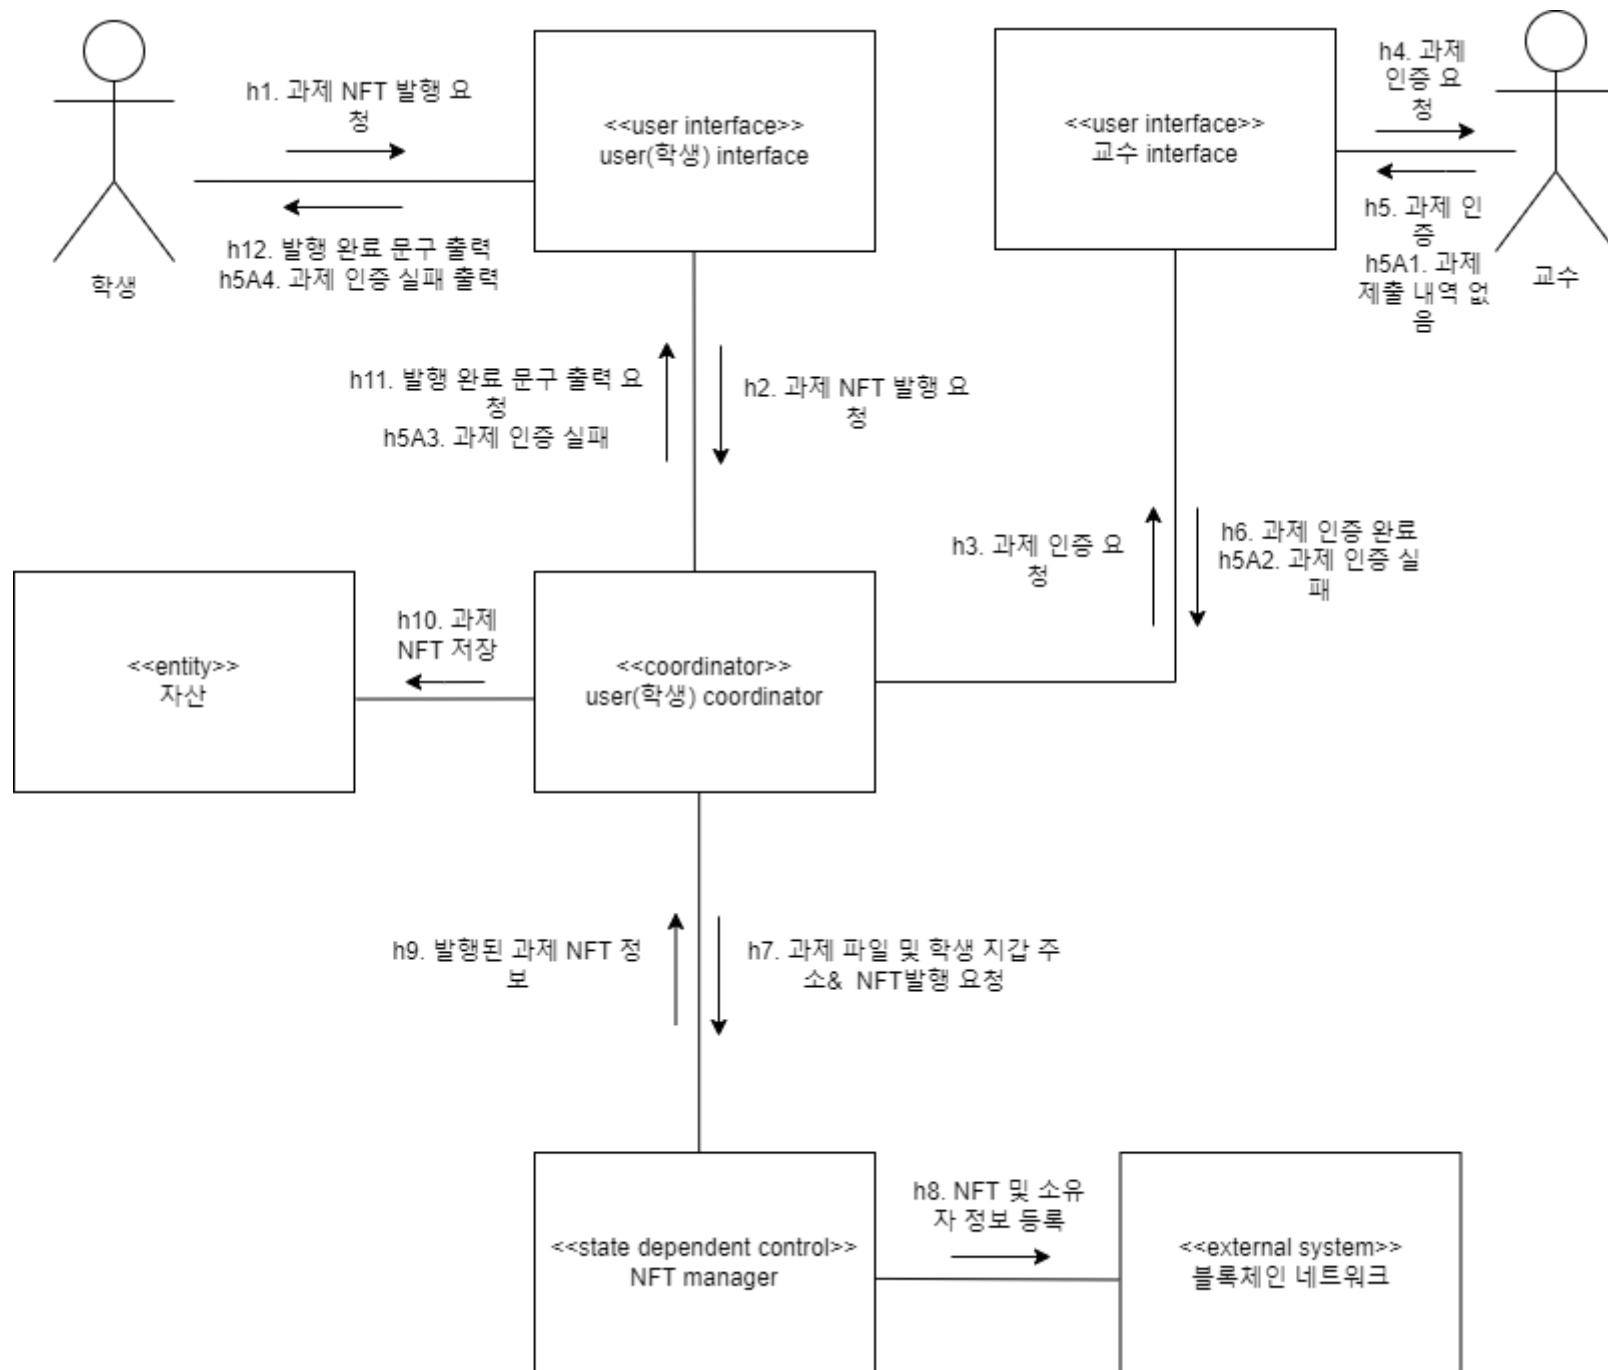 h1. 과제 NFT 발행 요
청
<<user interface>>
user(학생) interface
<<user interface>>
교수 interface
h4. 과제
인증 요
청
h12. 발행 완료 문구 출력
h5A4. 과제 인증 실패 출력
학생
h5. 과제 인
증
h5A1. 과제
제출 내역 없
음
교수
h11. 발행 완료 문구 출력 요
청
h5A3. 과제 인증 실패
h2. 과제 NFT 발행 요
청
h3. 과제 인증 요
청
h6. 과제 인증 완료
h5A2. 과제 인증 실
패
<<entity>>
자산
h10. 과제
NFT 저장
<<coordinator>>
user(학생) coordinator
h9. 발행된 과제 NFT 정
보
h7. 과제 파일 및 학생 지갑 주
소&  NFT발행 요청
<<state dependent control>>
NFT manager
h8. NFT 및 소유
자 정보 등록
<<external system>>
블록체인 네트워크